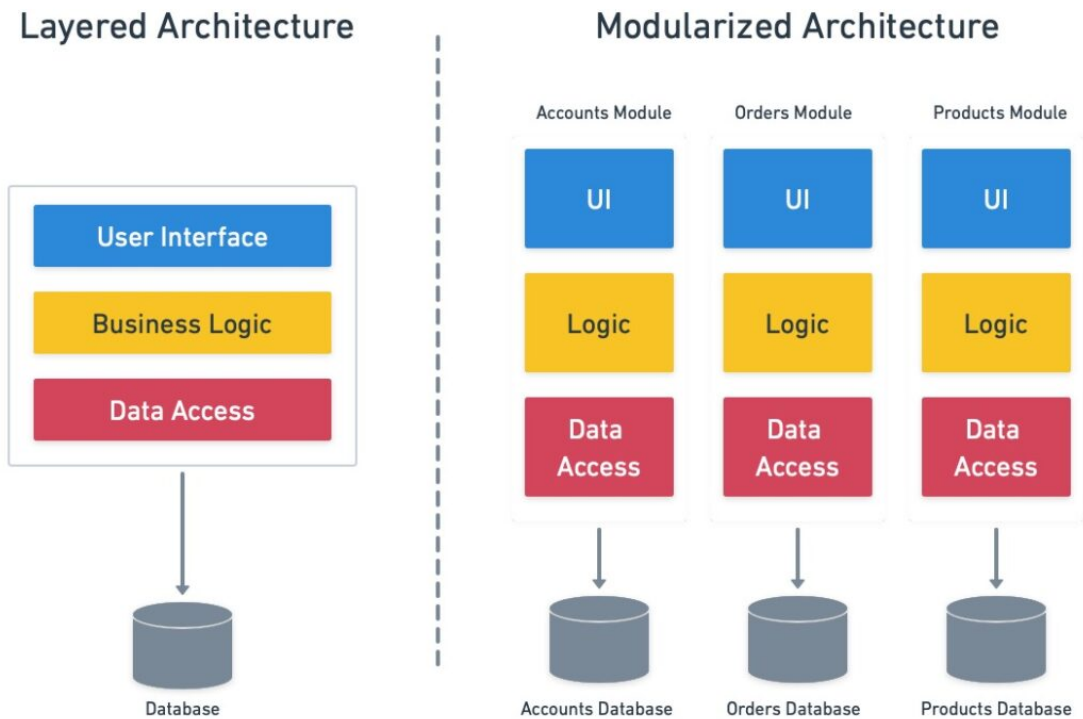 Layered Architecture
User Interface
Business Logic
Data Access
Database
Modularized Architecture
Accounts Module
Orders Module
Products Module
UI
UI
UI
Logic
Logic
Logic
Data
Access
Data
Access
Data
Access
Accounts Database
Orders Database
Products Database